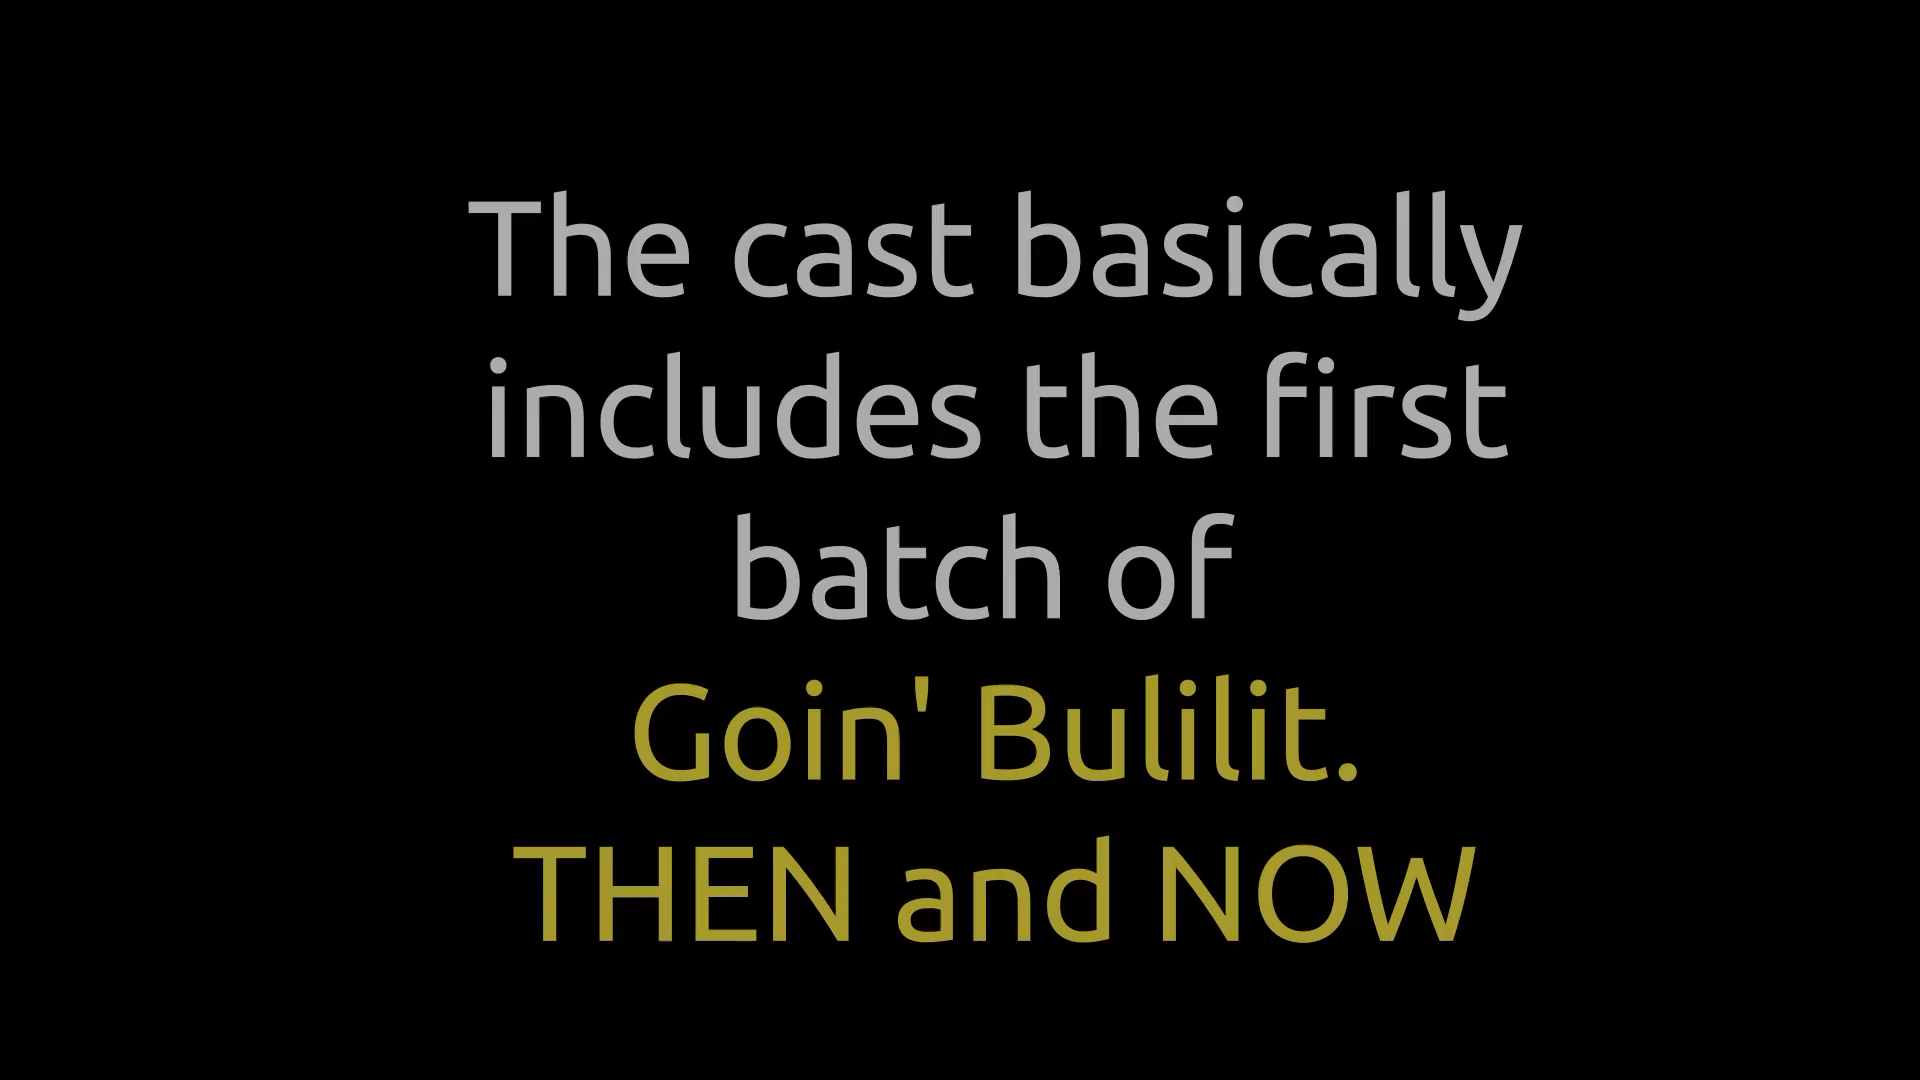 The cast basically
includes the first
batch of
Goin' Bulilit.
THEN and NOW